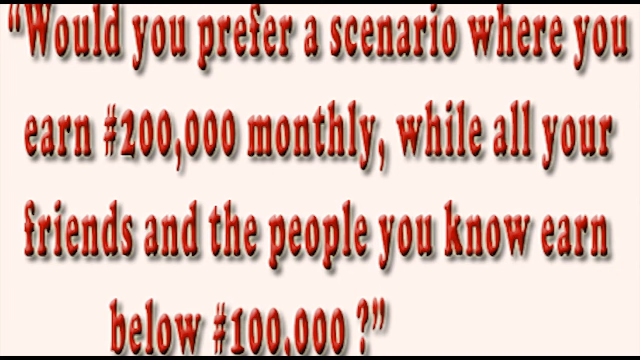 “Would you prefer a scenario where you
earn #200,000 monthly, while all your
friends and the people you know earn
below #100,000 ?”